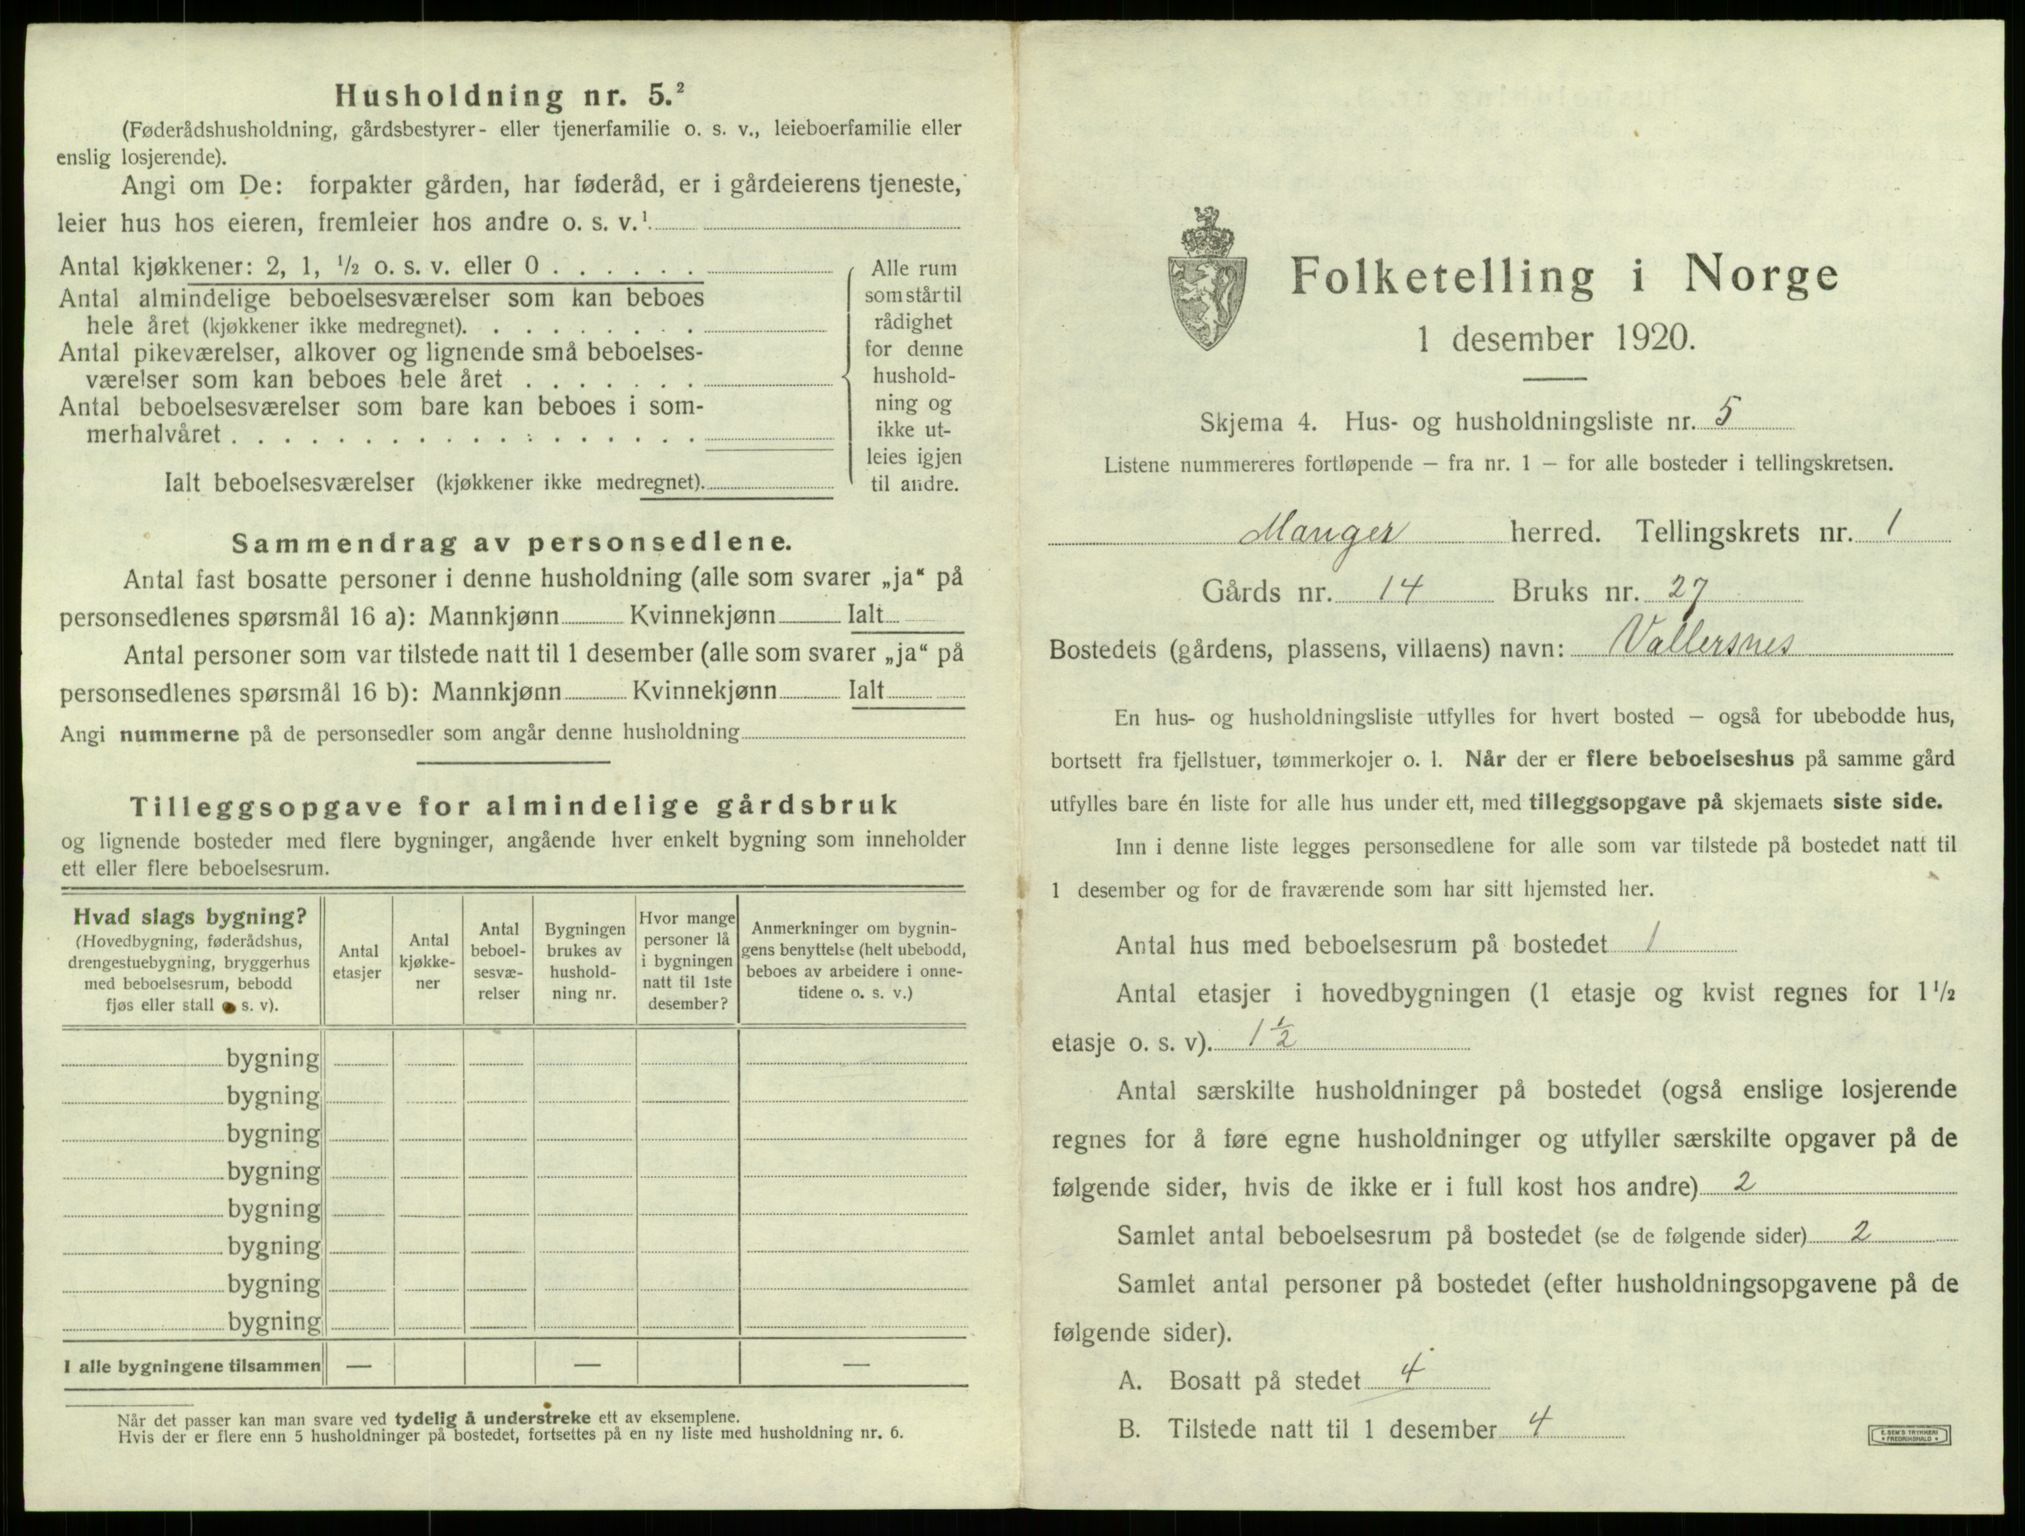 Husholdning nr. 5.²
(Føderådshusholdning, gårdsbestyrer- eller tjenerfamilie o. s. v., leieboerfamilie eller
enslig losjerende).
Angi om De: forpakter gården, har føderåd, er i gårdeierens tjeneste,
leier hus hos eieren, fremleier hos andre o. s. v.¹
Antal kjøkkener: 2, 1, ½ o. s. v. eller 0 . . . . . .
Antal almindelige beboelsesværelser som kan beboes
hele året (kjøkkener ikke medregnet). . . . . . . . .
Antal pikeværelser, alkover og lignende små beboelses-
værelser som kan beboes hele året . . . . . . .
Antal beboelsesværelser som bare kan beboes i som-
merhalvåret . . . . . . . . . . . . . . . . . .
Ialt beboelsesværelser (kjøkkener ikke medregnet).
Alle rum
som står til
rådighet
for denne
hushold-
ning og
ikke ut-
leies igjen
til andre.
Sammendrag av personsedlene.
Antal fast bosatte personer i denne husholdning (alle som svarer „ja“ på
personsedlenes spørsmål 16 a): Mannkjønn Kvinnekjønn Ialt
Antal personer som var tilstede natt til 1 desember (alle som svarer „ja“ på
personsedlenes spørsmål 16 b): Mannkjønn Kvinnekjønn Ialt
Angi nummerne på de personsedler som angår denne husholdning
Tilleggsopgave for almindelige gårdsbruk
og lignende bosteder med flere bygninger, angående hver enkelt bygning som inneholder
ett eller flere beboelsesrum.
Hvad slags bygning?
(Hovedbygning, føderådshus,
drengestuebygning, bryggerhus
med beboelsesrum, bebodd
fjøs eller stall o. s. v).
Antal
etasjer
Antal
kjøkke-
ner
Antal
beboel-
sesvæ-
relser
Bygningen
brukes av
hushold-
ning nr.
Hvor mange
personer lå
i bygningen
natt til 1ste
desember?
Anmerkninger om bygnin-
gens benyttelse (helt ubebodd,
beboes av arbeidere i onne-
tidene o. s. v.)
bygning
bygning
bygning
bygning
bygning
bygning
bygning
bygning
I alle bygningene tilsammen — — —
Når det passer kan man svare ved tydelig å understreke ett av eksemplene.
Hvis der er flere enn 5 husholdninger på bostedet, fortsettes på en ny liste med husholdning nr. 6.
Folketelling i Norge
1 desember 1920.
Skjema 4. Hus- og husholdningsliste nr. 5
Listene nummereres fortløpende – fra nr. 1 – for alle bosteder i tellingskretsen.
Manger herred. Tellingskrets nr. 1
Gårds nr. 14 Bruks nr. 27
Bostedets (gårdens, plassens, villaens) navn: Vallersnes
En hus- og husholdningsliste utfylles for hvert bosted – også for ubebodde hus,
bortsett fra fjellstuer, tømmerkojer o. l. Når der er flere beboelseshus på samme gård
utfylles bare én liste for alle hus under ett, med tilleggsopgave på skjemaets siste side.
Inn i denne liste legges personsedlene for alle som var tilstede på bostedet natt til
1 desember og for de fraværende som har sitt hjemsted her.
Antal hus med beboelsesrum på bostedet 1
Antal etasjer i hovedbygningen (1 etasje og kvist regnes for 1½
etasje o. s. v). 1½
Antal særskilte husholdninger på bostedet (også enslige losjerende
regnes for å føre egne husholdninger og utfyller særskilte opgaver på de
følgende sider, hvis de ikke er i full kost hos andre) 2
Samlet antal beboelsesrum på bostedet (se de følgende sider) 2
Samlet antal personer på bostedet (efter husholdningsopgavene på de
følgende sider).
A. Bosatt på stedet 4
B. Tilstede natt til 1 desember 4
E. SEM'S TRYKKERI
FREDRIKSHALD